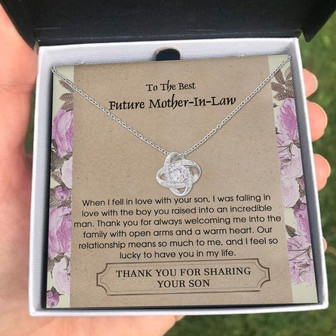 To The Best
Future Mother-In-Law
When I fell in love with your son, I was falling in
love with the boy you raised into an incredible
man. Thank you for always welcoming me into the
family with open arms and a warm heart. Our
relationship means so much to me, and I feel so
lucky to have you in my life.
THANK YOU FOR SHARING
YOUR SON